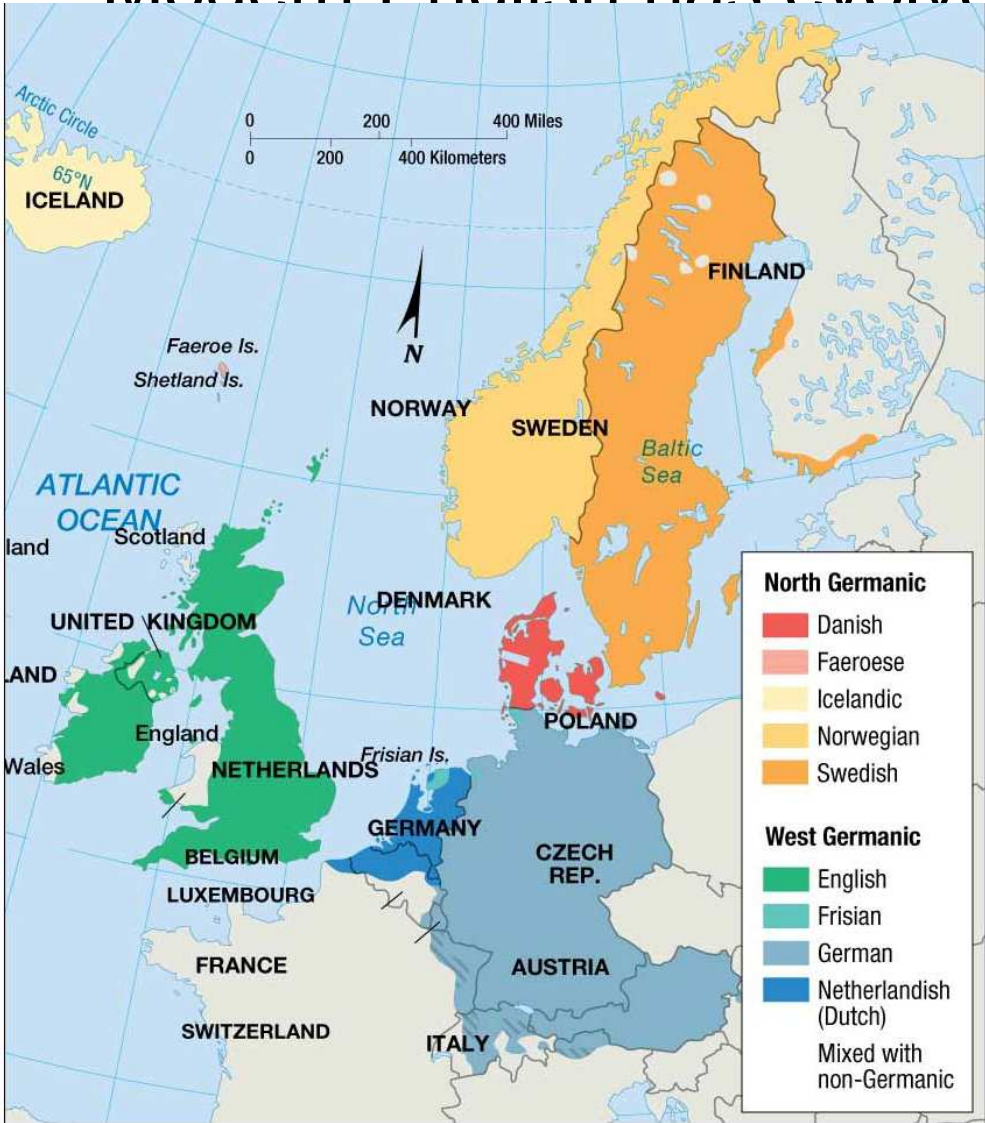 Arctic Circle
0 200 400 Miles
0 200 400 Kilometers
65°N
ICELAND
FINLAND
Faeroe Is.
Shetland Is.
N
NORWAY
SWEDEN
Baltic
Sea
ATLANTIC
OCEAN
Scotland
land
DENMARK
North
Sea
UNITED KINGDOM
LAND
POLAND
England
Frisian Is.
Wales
NETHERLANDS
GERMANY
BELGIUM
CZECH
REP.
LUXEMBOURG
FRANCE
AUSTRIA
SWITZERLAND
ITALY
North Germanic
Danish
Faeroese
Icelandic
Norwegian
Swedish
West Germanic
English
Frisian
German
Netherlandish
(Dutch)
Mixed with
non-Germanic